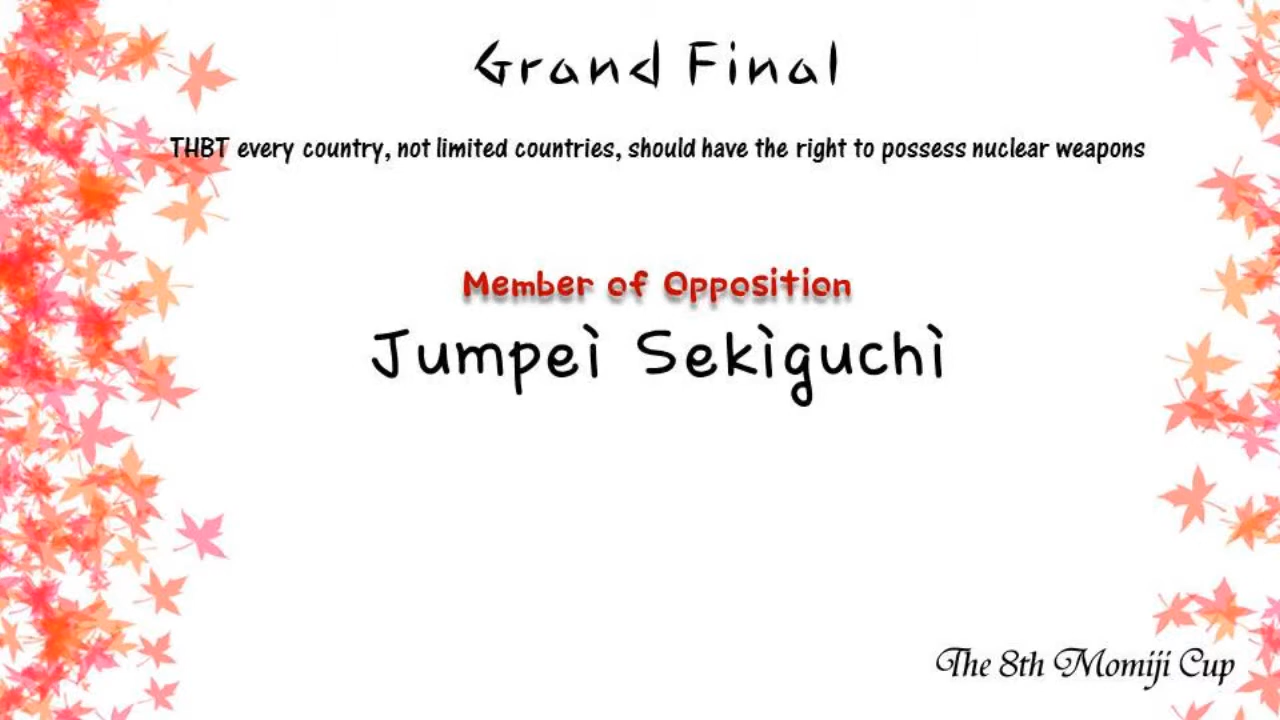 Grand Final
THBT every country, not limited countries, should have the right to possess nuclear weapons
Member of Opposition
Jumpei Sekiguchi
The 8th Momiji Cup